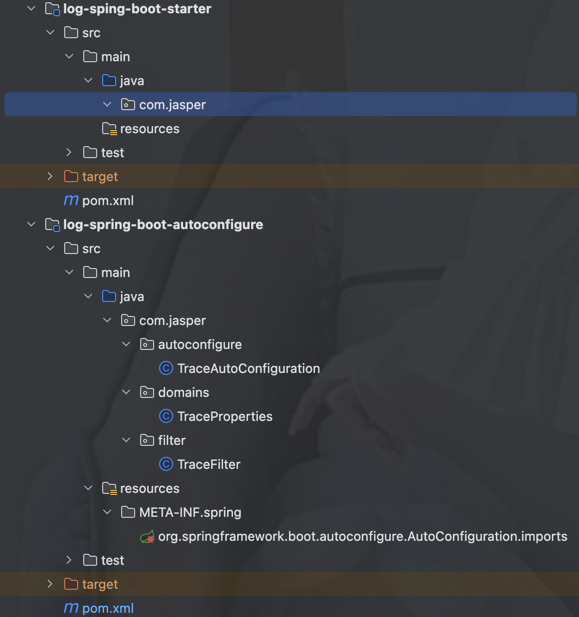 log-sping-boot-starter
src
main
java
com.jasper
resources
test
target
m pom.xml
log-spring-boot-autoconfigure
src
main
java
com.jasper
autoconfigure
C TraceAutoConfiguration
domains
C TraceProperties
filter
C TraceFilter
resources
META-INF.spring
org.springframework.boot.autoconfigure.AutoConfiguration.imports
test
target
m pom.xml